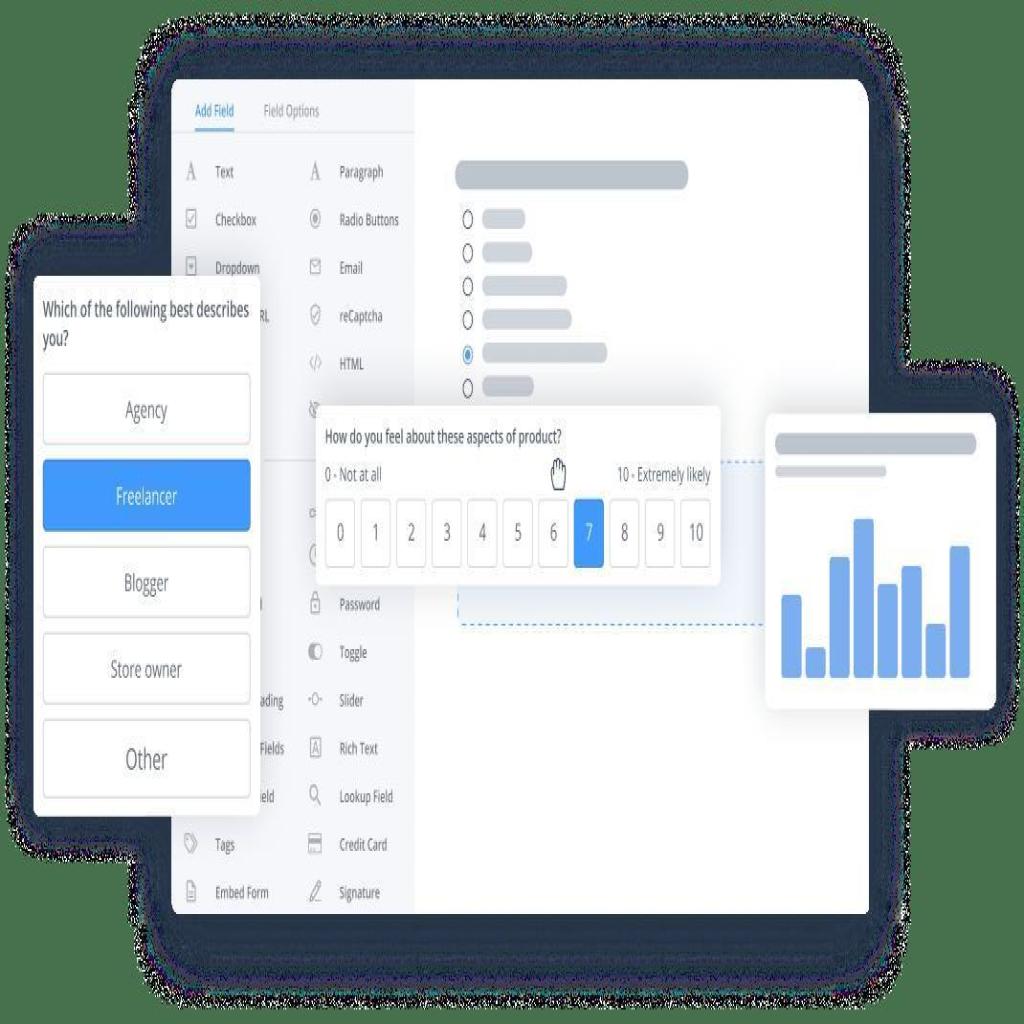 Add Field Field Options
Text Paragraph
Checkbox Radio Buttons
Dropdown Email
RL reCaptcha
HTML
Password
Toggle
ading Slider
Fields Rich Text
eld Lookup Field
Tags Credit Card
Embed Form Signature
Which of the following best describes
you?
Agency
Freelancer
Blogger
Store owner
Other
How do you feel about these aspects of product?
0 - Not at all 10 - Extremely likely
0 1 2 3 4 5 6 7 8 9 10